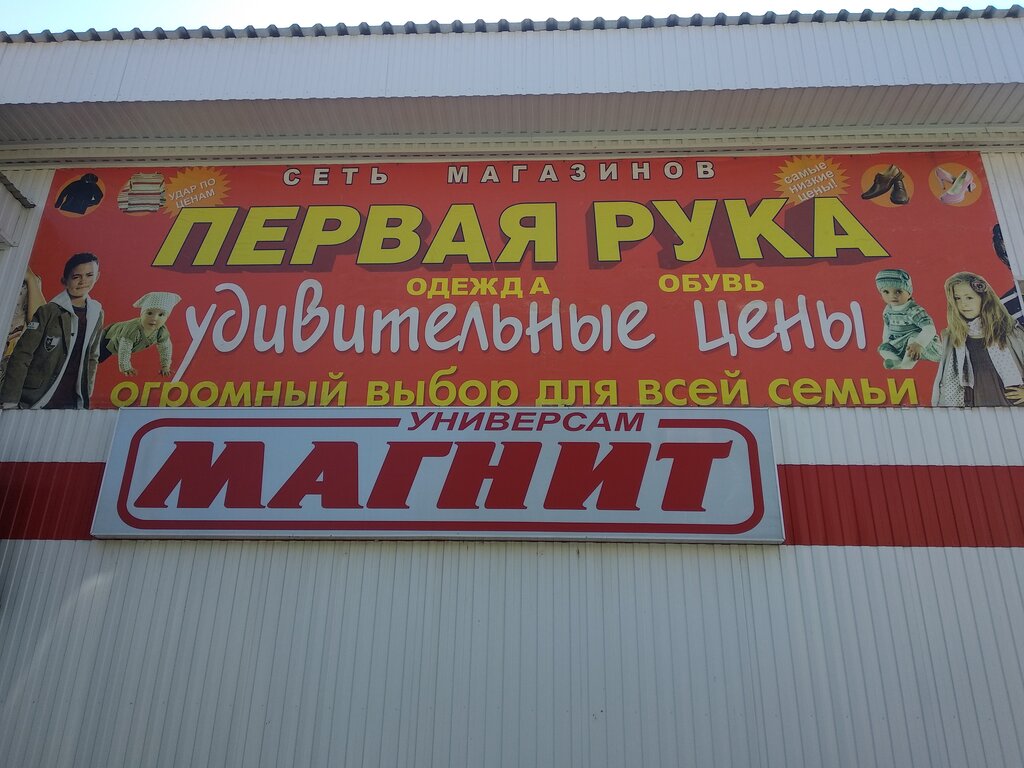 СЕТЬ МАГАЗИНОВ
УДАР ПО
ЦЕНАМ
самые
низкие
цены!
ПЕРВАЯ РУКА
ОДЕЖДА ОБУВЬ
удивительные цены
огромный выбор для всей семьи
УНИВЕРСАМ
МАГНИТ